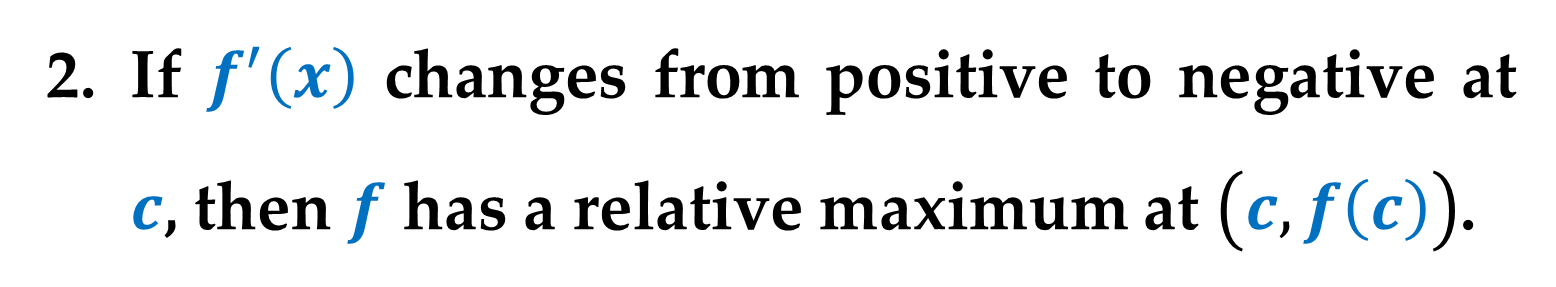 2. If f'(x) changes from positive to negative at
c, then f has a relative maximum at (c, f(c)).